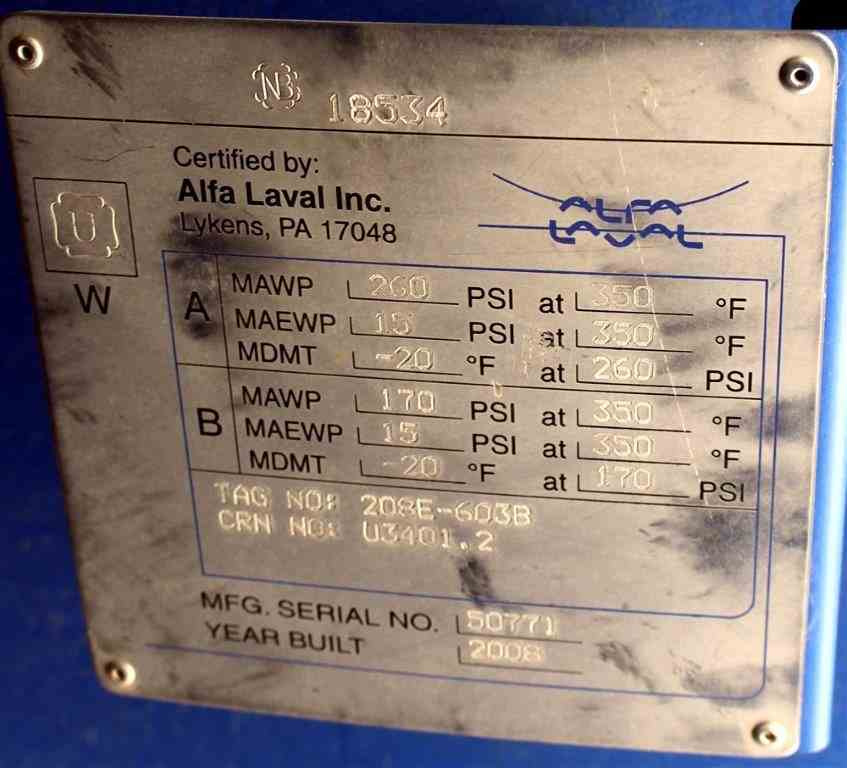 NB 18534
Certified by:
Alfa Laval Inc.
Lykens, PA 17048
ALFA
LAVAL
U
W
A
MAWP 260 PSI at 350 °F
MAEWP 15 PSI at 350 °F
MDMT -20 °F at 260 PSI
B
MAWP 170 PSI at 350 °F
MAEWP 15 PSI at 350 °F
MDMT -20 °F at 170 PSI
TAG NO: 208E-603B
CRN NO: U3401.2
MFG. SERIAL NO. 50771
YEAR BUILT 2008